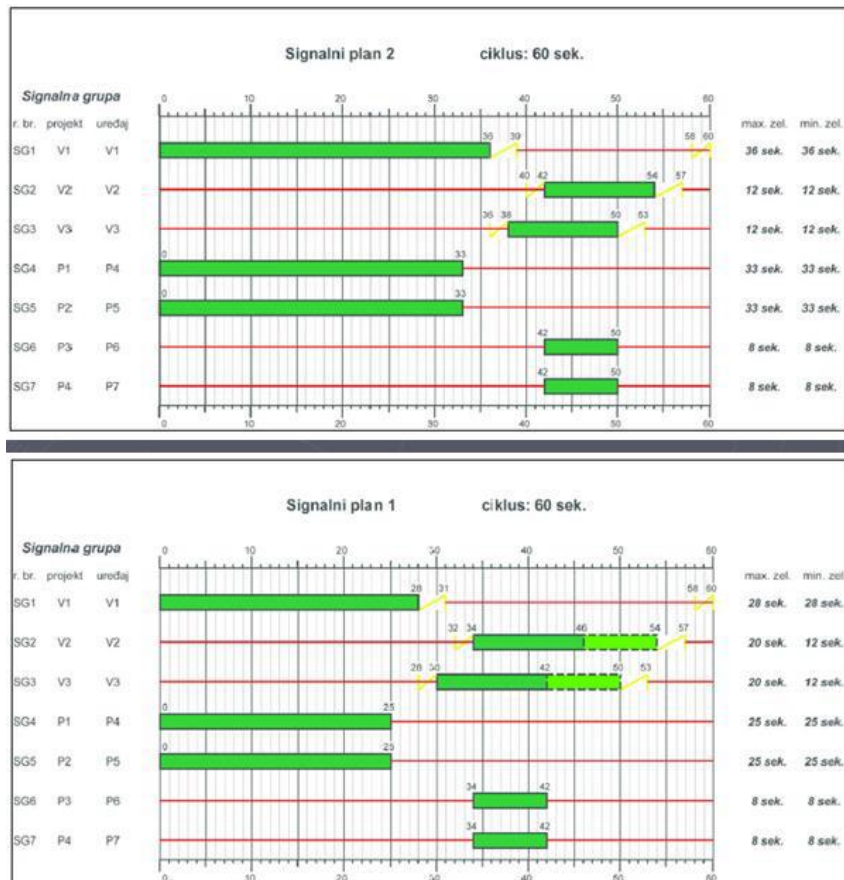 Signalni plan 2 ciklus: 60 sek.
Signalna grupa
0 10 20 30 40 50 60
r. br. projekt uređaj max. zel. min. zel.
SG1 V1 V1 36 39 58 60 36 sek. 36 sek.
SG2 V2 V2 40 42 54 57 12 sek. 12 sek.
SG3 V3 V3 36 38 50 53 12 sek. 12 sek.
SG4 P1 P4 0 33 33 sek. 33 sek.
SG5 P2 P5 0 33 33 sek. 33 sek.
SG6 P3 P6 42 50 8 sek. 8 sek.
SG7 P4 P7 42 50 8 sek. 8 sek.
0 10 20 30 40 50 60
Signalni plan 1 ciklus: 60 sek.
0 10 20 30 40 50 60
Signalna grupa
r. br. projekt uređaj max. zel. min. zel.
SG1 V1 V1 28 31 58 60 28 sek. 28 sek.
SG2 V2 V2 32 34 46 54 57 20 sek. 12 sek.
SG3 V3 V3 28 30 42 50 53 20 sek. 12 sek.
SG4 P1 P4 0 25 25 sek. 25 sek.
SG5 P2 P5 0 25 25 sek. 25 sek.
SG6 P3 P6 34 42 8 sek. 8 sek.
SG7 P4 P7 34 42 8 sek. 8 sek.
0 10 20 30 40 50 60